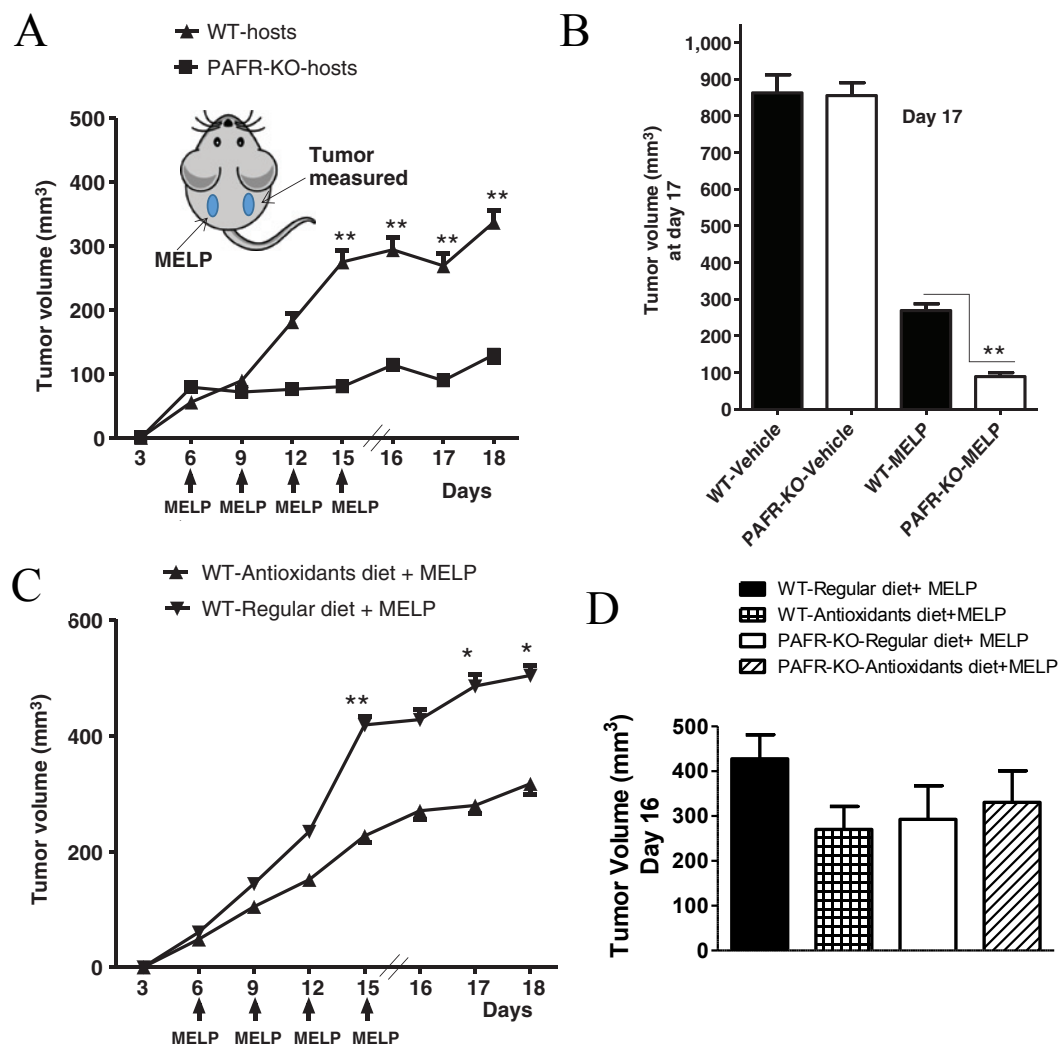 A
WT-hosts
PAFR-KO-hosts
500
400
300
200
100
0
Tumor volume (mm³)
Tumor
measured
MELP
**
**
**
**
3 6 9 12 15 16 17 18
MELP MELP MELP MELP
Days
B
1,000
900
800
700
600
500
400
300
200
100
0
Tumor volume (mm³)
at day 17
Day 17
**
WT-Vehicle
PAFR-KO-Vehicle
WT-MELP
PAFR-KO-MELP
C
WT-Antioxidants diet + MELP
WT-Regular diet + MELP
600
400
200
0
Tumor volume (mm³)
**
*
*
3 6 9 12 15 16 17 18
Days
MELP MELP MELP MELP
D
WT-Regular diet+ MELP
WT-Antioxidants diet+MELP
PAFR-KO-Regular diet+ MELP
PAFR-KO-Antioxidants diet+MELP
500
400
300
200
300
0
Tumor Volume (mm³)
Day 16